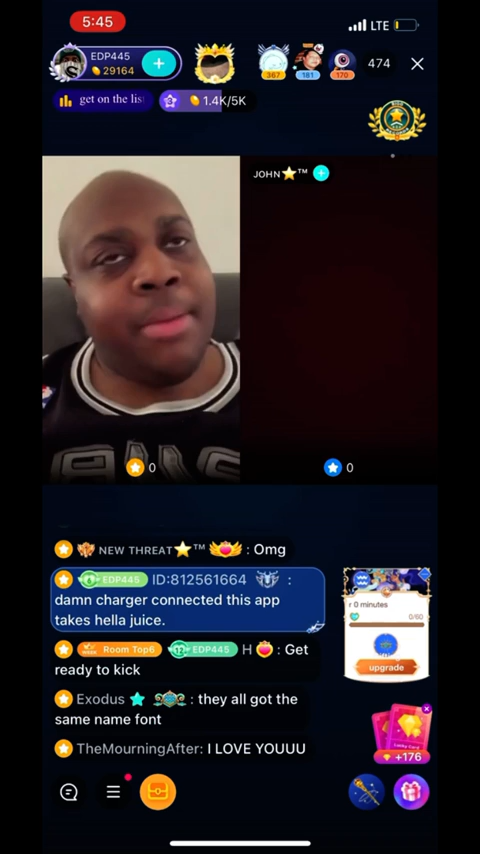 5:45
LTE
EDP445
29164
367
181
170
474
get on the lis
1.4K/5K
JOHN⭐™
0
0
NEW THREAT⭐™ : Omg
EDP445 ID:812561664 :
damn charger connected this app
takes hella juice.
Room Top6 EDP445 H : Get
ready to kick
Exodus : they all got the
same name font
TheMourningAfter: I LOVE YOUUU
r 0 minutes
0/60
upgrade
Lucky Card
+176